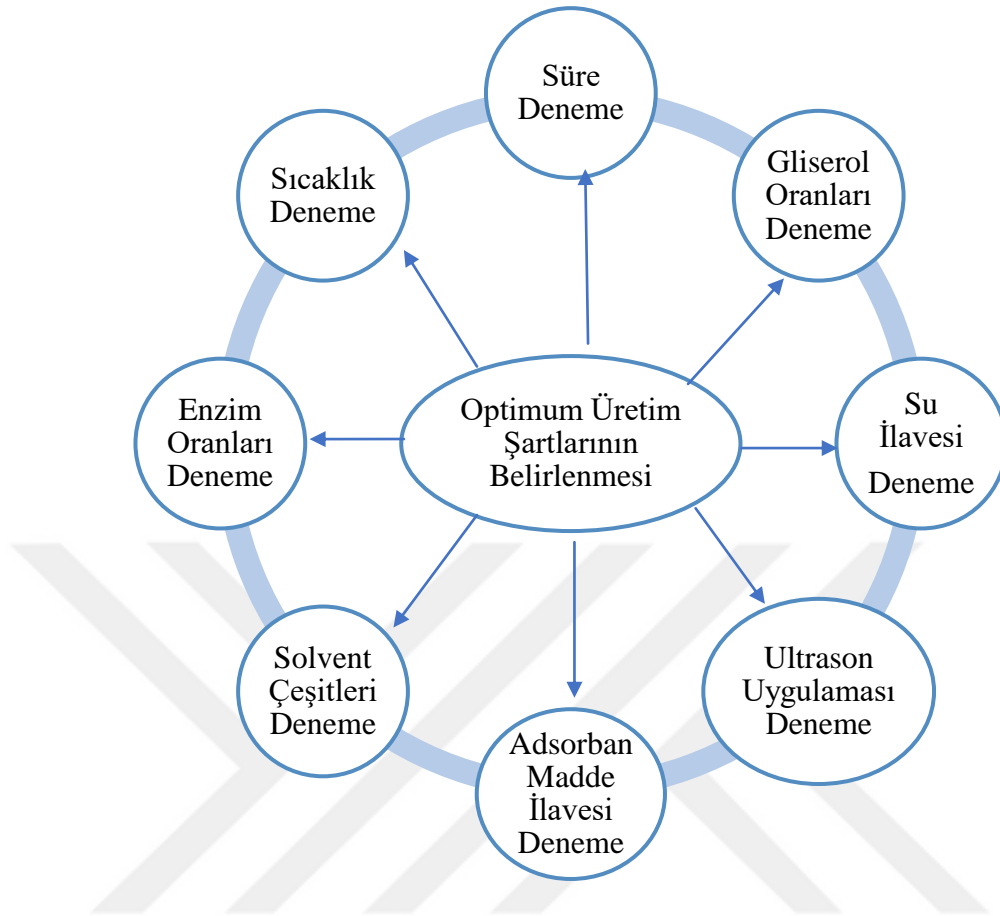 Süre
Deneme
Gliserol
Oranları
Deneme
Su
İlavesi
Deneme
Ultrason
Uygulaması
Deneme
Adsorban
Madde
İlavesi
Deneme
Solvent
Çeşitleri
Deneme
Enzim
Oranları
Deneme
Sıcaklık
Deneme
Optimum Üretim
Şartlarının
Belirlenmesi